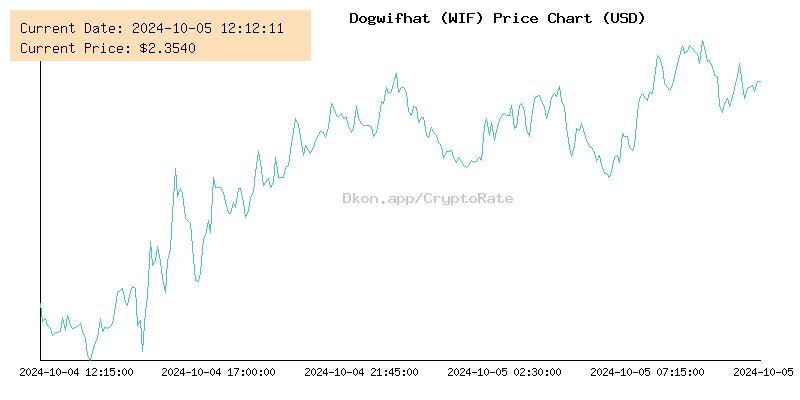 Dogwifhat (WIF) Price Chart (USD)
Current Date: 2024-10-05 12:12:11
Current Price: $2.3540
Dkon.app/CryptoRate
2024-10-04 12:15:00 2024-10-04 17:00:00 2024-10-04 21:45:00 2024-10-05 02:30:00 2024-10-05 07:15:00 2024-10-05